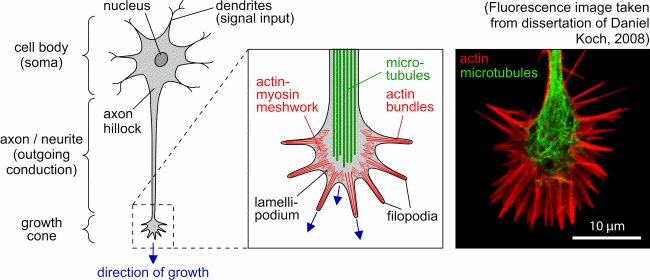 nucleus
dendrites
(signal input)
cell body
(soma)
axon
hillock
axon / neurite
(outgoing
conduction)
growth
cone
direction of growth
micro-
tubules
actin-
myosin
meshwork
actin
bundles
lamelli-
podium
filopodia
(Fluorescence image taken
from dissertation of Daniel
Koch, 2008)
actin
microtubules
10 µm